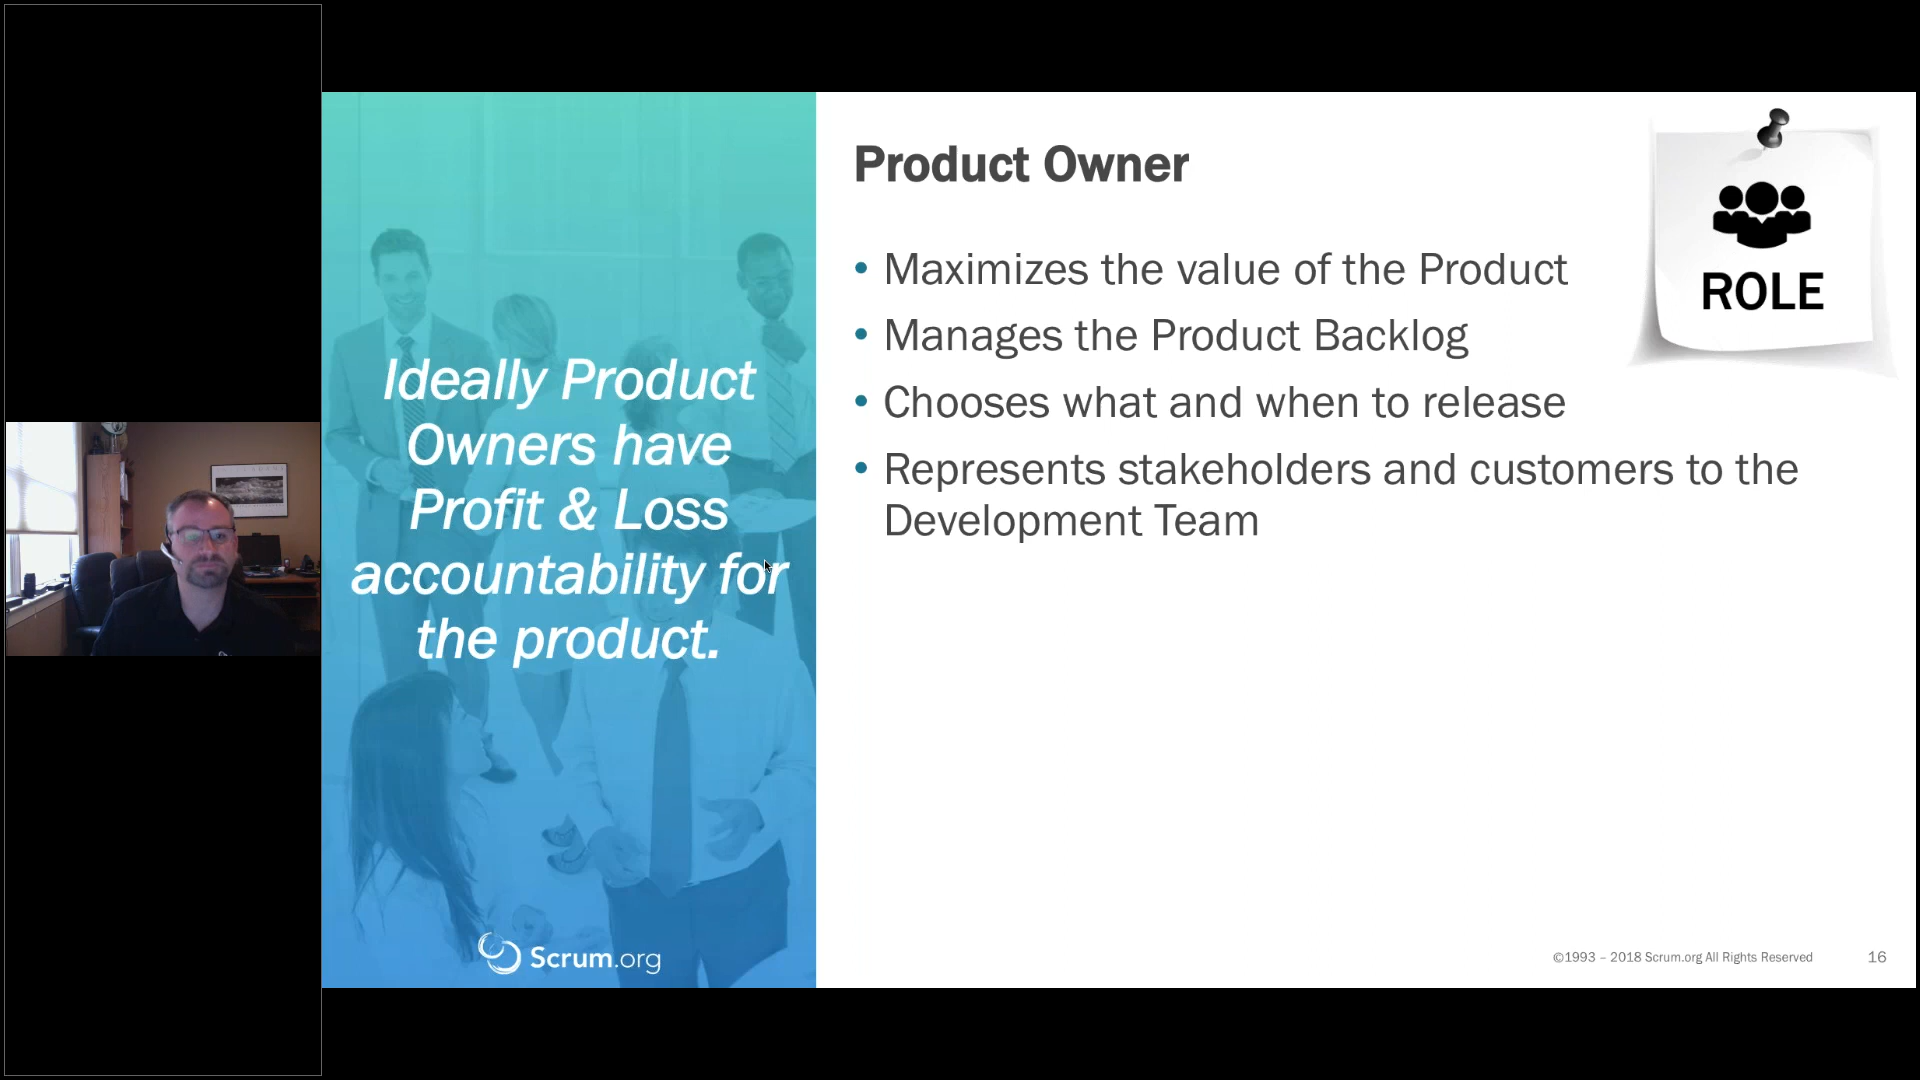 Ideally Product
Owners have
Profit & Loss
accountability for
the product.
Scrum.org
Product Owner
• Maximizes the value of the Product
• Manages the Product Backlog
• Chooses what and when to release
• Represents stakeholders and customers to the
Development Team
ROLE
©1993 – 2018 Scrum.org All Rights Reserved
16